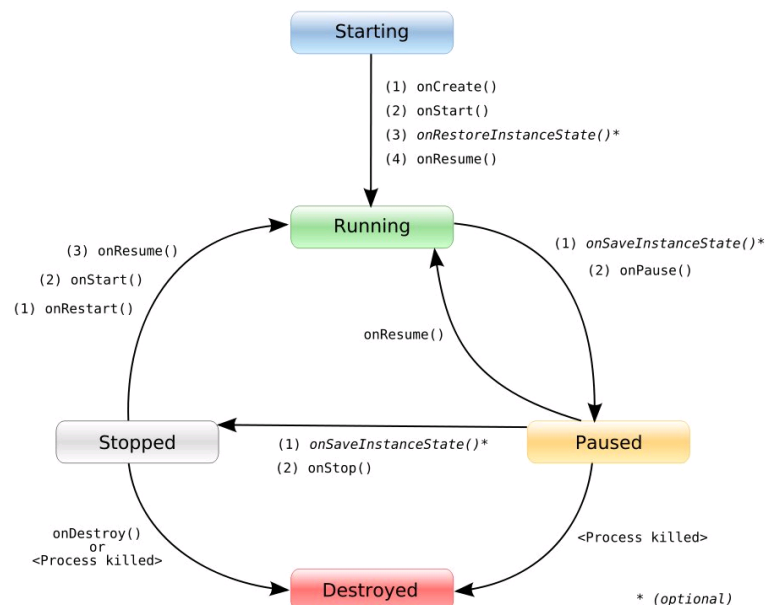 Starting
(1) onCreate()
(2) onStart()
(3) onRestoreInstanceState()*
(4) onResume()
Running
(3) onResume()
(2) onStart()
(1) onRestart()
(1) onSaveInstanceState()*
(2) onPause()
onResume()
Stopped
(1) onSaveInstanceState()*
(2) onStop()
Paused
onDestroy()
or
<Process killed>
<Process killed>
Destroyed
* (optional)